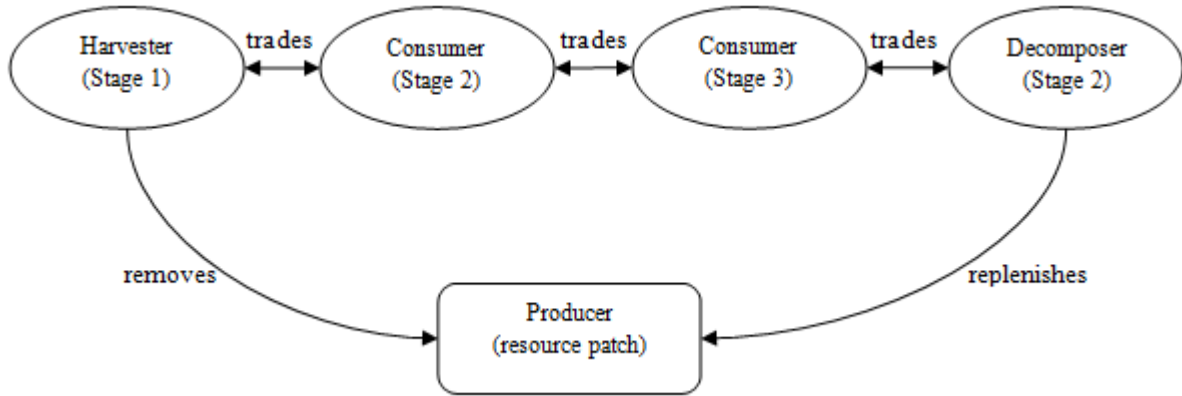 Harvester
(Stage 1)
trades
Consumer
(Stage 2)
trades
Consumer
(Stage 3)
trades
Decomposer
(Stage 2)
removes
replenishes
Producer
(resource patch)